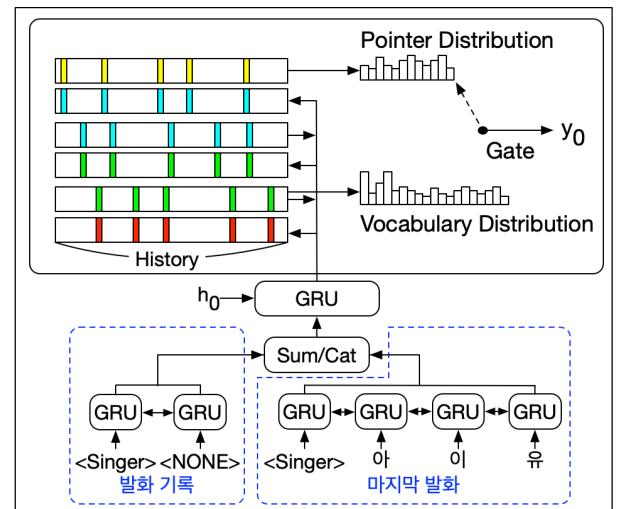 Pointer Distribution
y0
Gate
Vocabulary Distribution
History
h0
GRU
Sum/Cat
GRU GRU GRU GRU GRU GRU
<Singer> <NONE> <Singer> 아 이 유
발화 기록 마지막 발화